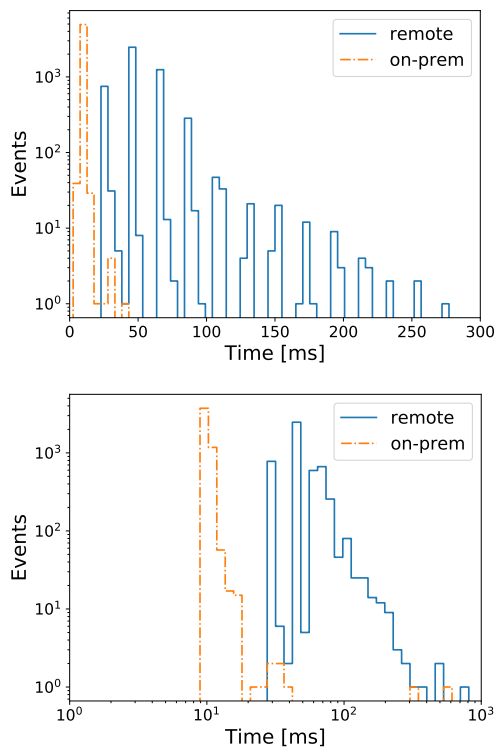 remote
on-prem
Events
10³
10²
10¹
10⁰
0 50 100 150 200 250 300
Time [ms]
remote
on-prem
Events
10³
10²
10¹
10⁰
10⁰ 10¹ 10² 10³
Time [ms]